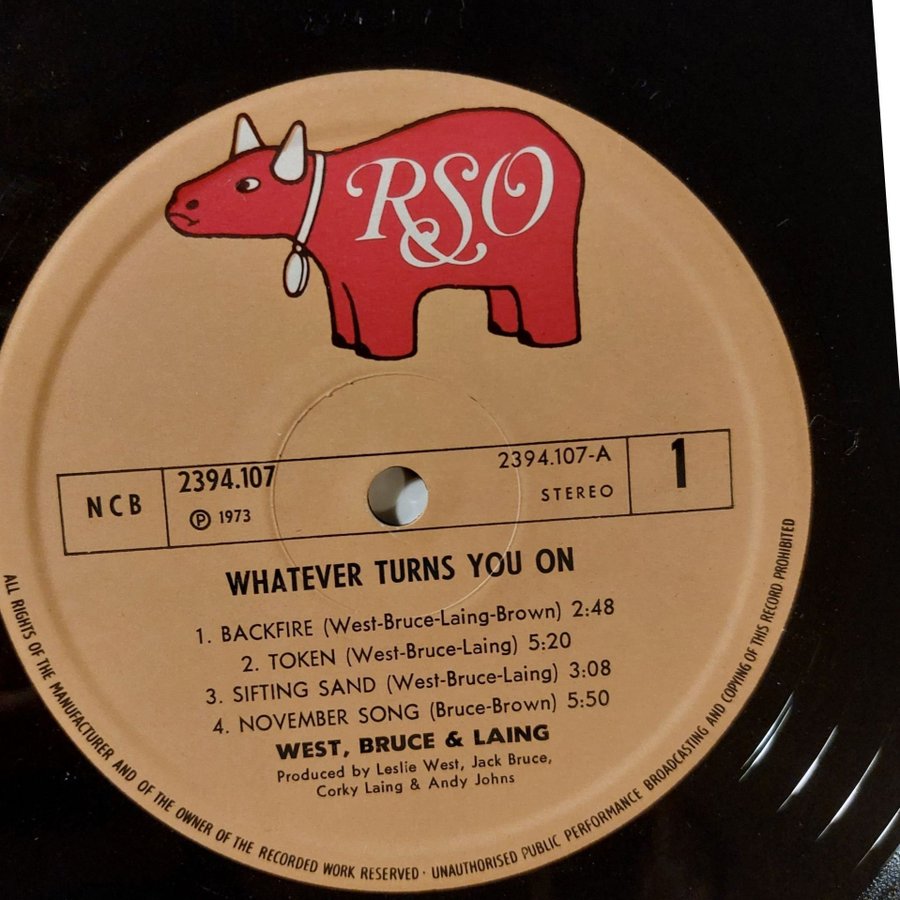 RSO
NCB
2394.107
℗ 1973
2394.107-A
STEREO
1
WHATEVER TURNS YOU ON
1. BACKFIRE (West-Bruce-Laing-Brown) 2:48
2. TOKEN (West-Bruce-Laing) 5:20
3. SIFTING SAND (West-Bruce-Laing) 3:08
4. NOVEMBER SONG (Bruce-Brown) 5:50
WEST, BRUCE & LAING
Produced by Leslie West, Jack Bruce,
Corky Laing & Andy Johns
ALL RIGHTS OF THE MANUFACTURER AND OF THE OWNER OF THE RECORDED WORK RESERVED · UNAUTHORISED PUBLIC PERFORMANCE BROADCASTING AND COPYING OF THIS RECORD PROHIBITED